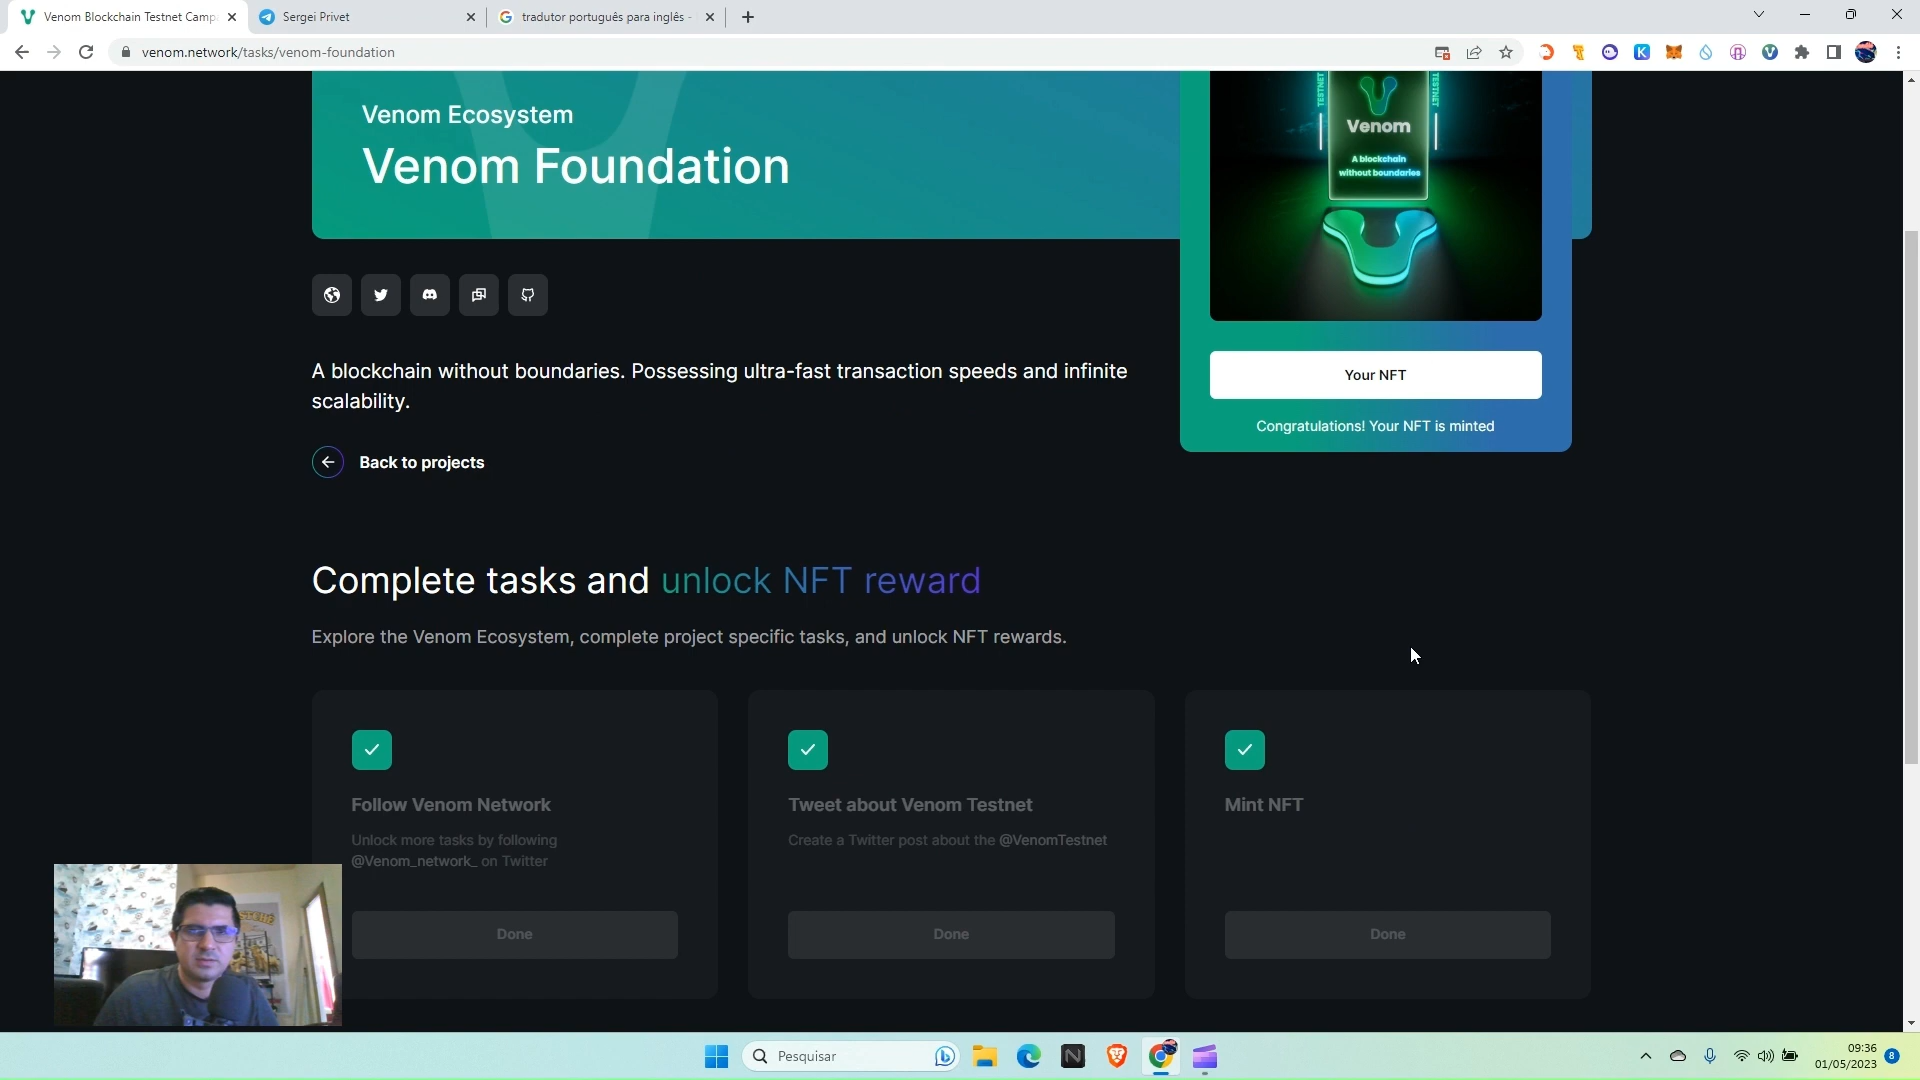 Venom Blockchain Testnet Camp
Sergei Privet
tradutor português para inglês -
venom.network/tasks/venom-foundation
Venom Ecosystem
Venom Foundation
TESTNET
TESTNET
Venom
A blockchain
without boundaries
A blockchain without boundaries. Possessing ultra-fast transaction speeds and infinite
scalability.
Your NFT
Congratulations! Your NFT is minted
Back to projects
Complete tasks and unlock NFT reward
Explore the Venom Ecosystem, complete project specific tasks, and unlock NFT rewards.
Follow Venom Network
Unlock more tasks by following
@Venom_network_ on Twitter
Done
Tweet about Venom Testnet
Create a Twitter post about the @VenomTestnet
Done
Mint NFT
Done
Pesquisar
09:36
01/05/2023
8